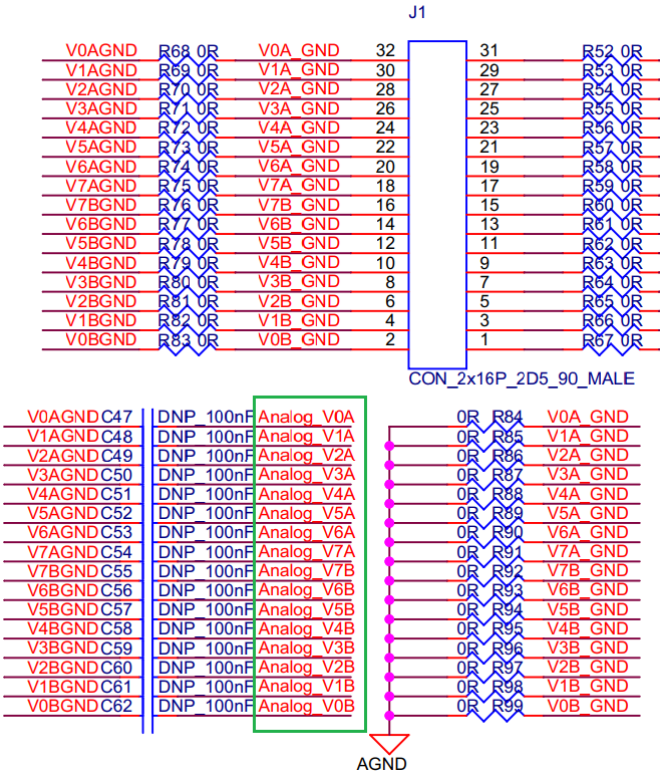 J1
V0AGND R68 0R V0A_GND 32 31 R52 0R
V1AGND R69 0R V1A_GND 30 29 R53 0R
V2AGND R70 0R V2A_GND 28 27 R54 0R
V3AGND R71 0R V3A_GND 26 25 R55 0R
V4AGND R72 0R V4A_GND 24 23 R56 0R
V5AGND R73 0R V5A_GND 22 21 R57 0R
V6AGND R74 0R V6A_GND 20 19 R58 0R
V7AGND R75 0R V7A_GND 18 17 R59 0R
V7BGND R76 0R V7B_GND 16 15 R60 0R
V6BGND R77 0R V6B_GND 14 13 R61 0R
V5BGND R78 0R V5B_GND 12 11 R62 0R
V4BGND R79 0R V4B_GND 10 9 R63 0R
V3BGND R80 0R V3B_GND 8 7 R64 0R
V2BGND R81 0R V2B_GND 6 5 R65 0R
V1BGND R82 0R V1B_GND 4 3 R66 0R
V0BGND R83 0R V0B_GND 2 1 R67 0R
CON_2x16P_2D5_90_MALE
V0AGND C47 DNP_100nF Analog_V0A 0R R84 V0A_GND
V1AGND C48 DNP_100nF Analog_V1A 0R R85 V1A_GND
V2AGND C49 DNP_100nF Analog_V2A 0R R86 V2A_GND
V3AGND C50 DNP_100nF Analog_V3A 0R R87 V3A_GND
V4AGND C51 DNP_100nF Analog_V4A 0R R88 V4A_GND
V5AGND C52 DNP_100nF Analog_V5A 0R R89 V5A_GND
V6AGND C53 DNP_100nF Analog_V6A 0R R90 V6A_GND
V7AGND C54 DNP_100nF Analog_V7A 0R R91 V7A_GND
V7BGND C55 DNP_100nF Analog_V7B 0R R92 V7B_GND
V6BGND C56 DNP_100nF Analog_V6B 0R R93 V6B_GND
V5BGND C57 DNP_100nF Analog_V5B 0R R94 V5B_GND
V4BGND C58 DNP_100nF Analog_V4B 0R R95 V4B_GND
V3BGND C59 DNP_100nF Analog_V3B 0R R96 V3B_GND
V2BGND C60 DNP_100nF Analog_V2B 0R R97 V2B_GND
V1BGND C61 DNP_100nF Analog_V1B 0R R98 V1B_GND
V0BGND C62 DNP_100nF Analog_V0B 0R R99 V0B_GND
AGND